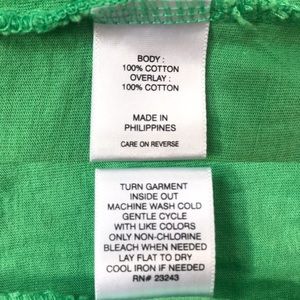 BODY :
100% COTTON
OVERLAY :
100% COTTON
MADE IN
PHILIPPINES
CARE ON REVERSE
TURN GARMENT
INSIDE OUT
MACHINE WASH COLD
GENTLE CYCLE
WITH LIKE COLORS
ONLY NON-CHLORINE
BLEACH WHEN NEEDED
LAY FLAT TO DRY
COOL IRON IF NEEDED
RN# 23243